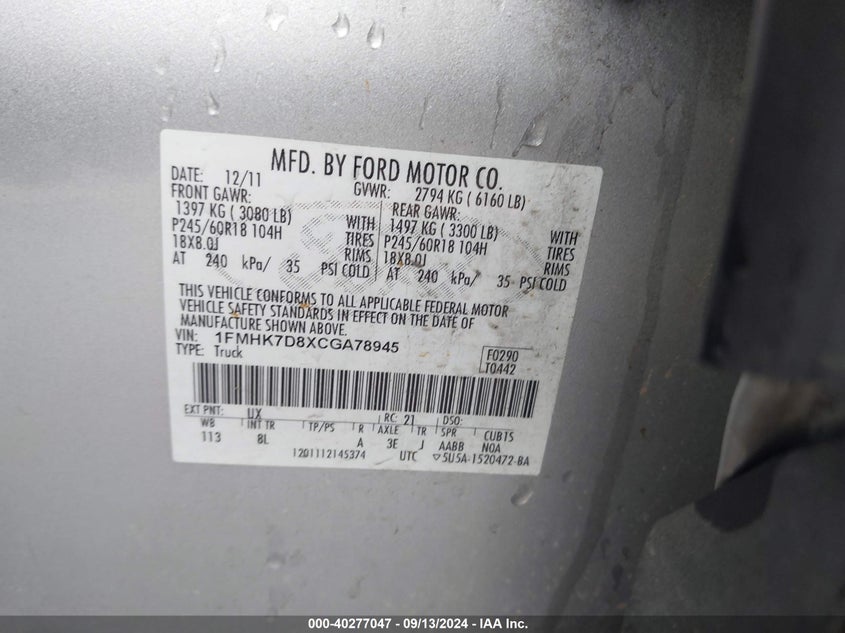 MFD. BY FORD MOTOR CO.
DATE: 12/11 GVWR: 2794 KG ( 6160 LB)
FRONT GAWR: REAR GAWR:
1397 KG ( 3080 LB) WITH 1497 KG ( 3300 LB) WITH
P245/60R18 104H TIRES P245/60R18 104H TIRES
18X8.0J RIMS 18X8.0J RIMS
AT 240 kPa/ 35 PSI COLD AT 240 kPa/ 35 PSI COLD
THIS VEHICLE CONFORMS TO ALL APPLICABLE FEDERAL MOTOR
VEHICLE SAFETY STANDARDS IN EFFECT ON THE DATE OF
MANUFACTURE SHOWN ABOVE.
VIN: 1FMHK7D8XCGA78945
TYPE: Truck
F0290
T0442
EXT PNT: UX RC: 21 DSO:
WB INT TR TP/PS R AXLE TR SPR CUBTS
113 8L A 3E J AABB NOA
1201112145374 UTC ▽5U5A-1520472-BA
000-40277047 - 09/13/2024 - IAA Inc.